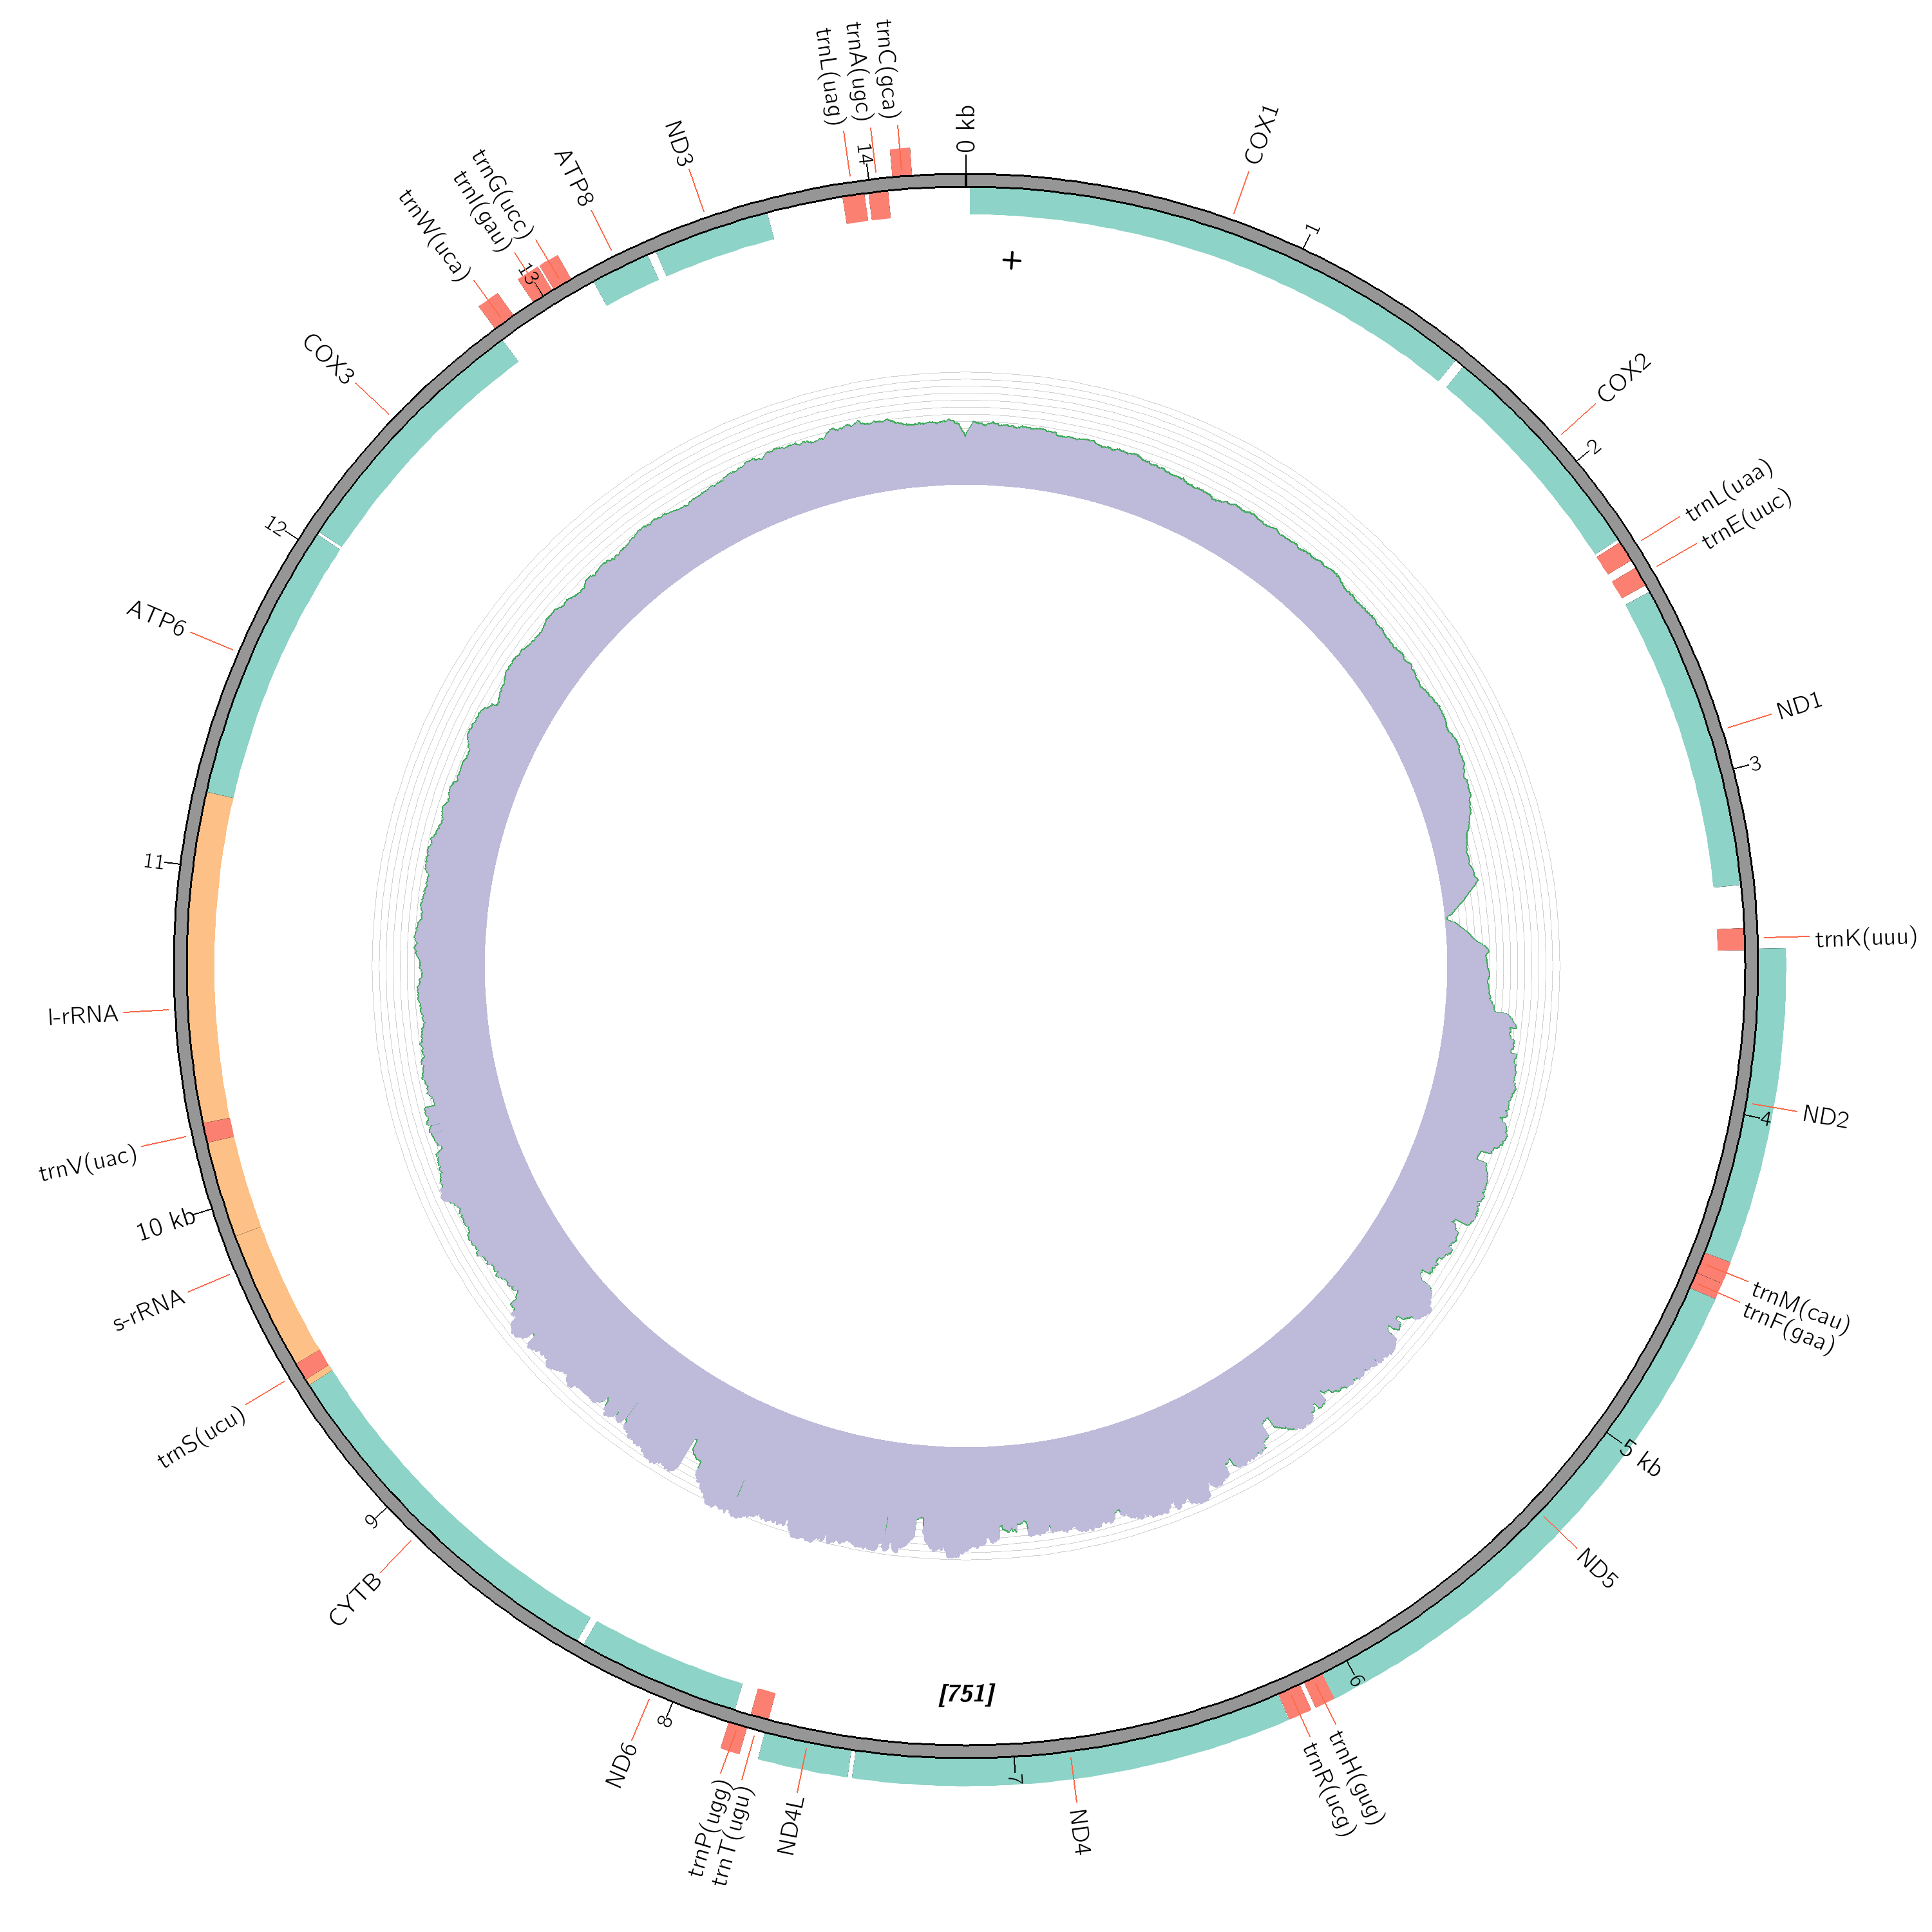 0 kb
COX1
1
COX2
2
trnL(uaa)
trnE(uuc)
ND1
3
trnK(uuu)
ND2
4
trnM(cau)
trnF(gaa)
5 kb
ND5
6
trnH(gug)
trnR(ucg)
ND4
7
ND4L
trnT(ugu)
trnP(ugg)
8
ND6
CYTB
9
trnS(ucu)
s-rRNA
10 kb
trnV(uac)
l-rRNA
11
ATP6
12
COX3
trnW(uca)
trnI(gau)
13
trnG(ucc)
ATP8
ND3
trnL(uag)
14
trnA(ugc)
trnC(gca)
+
[751]